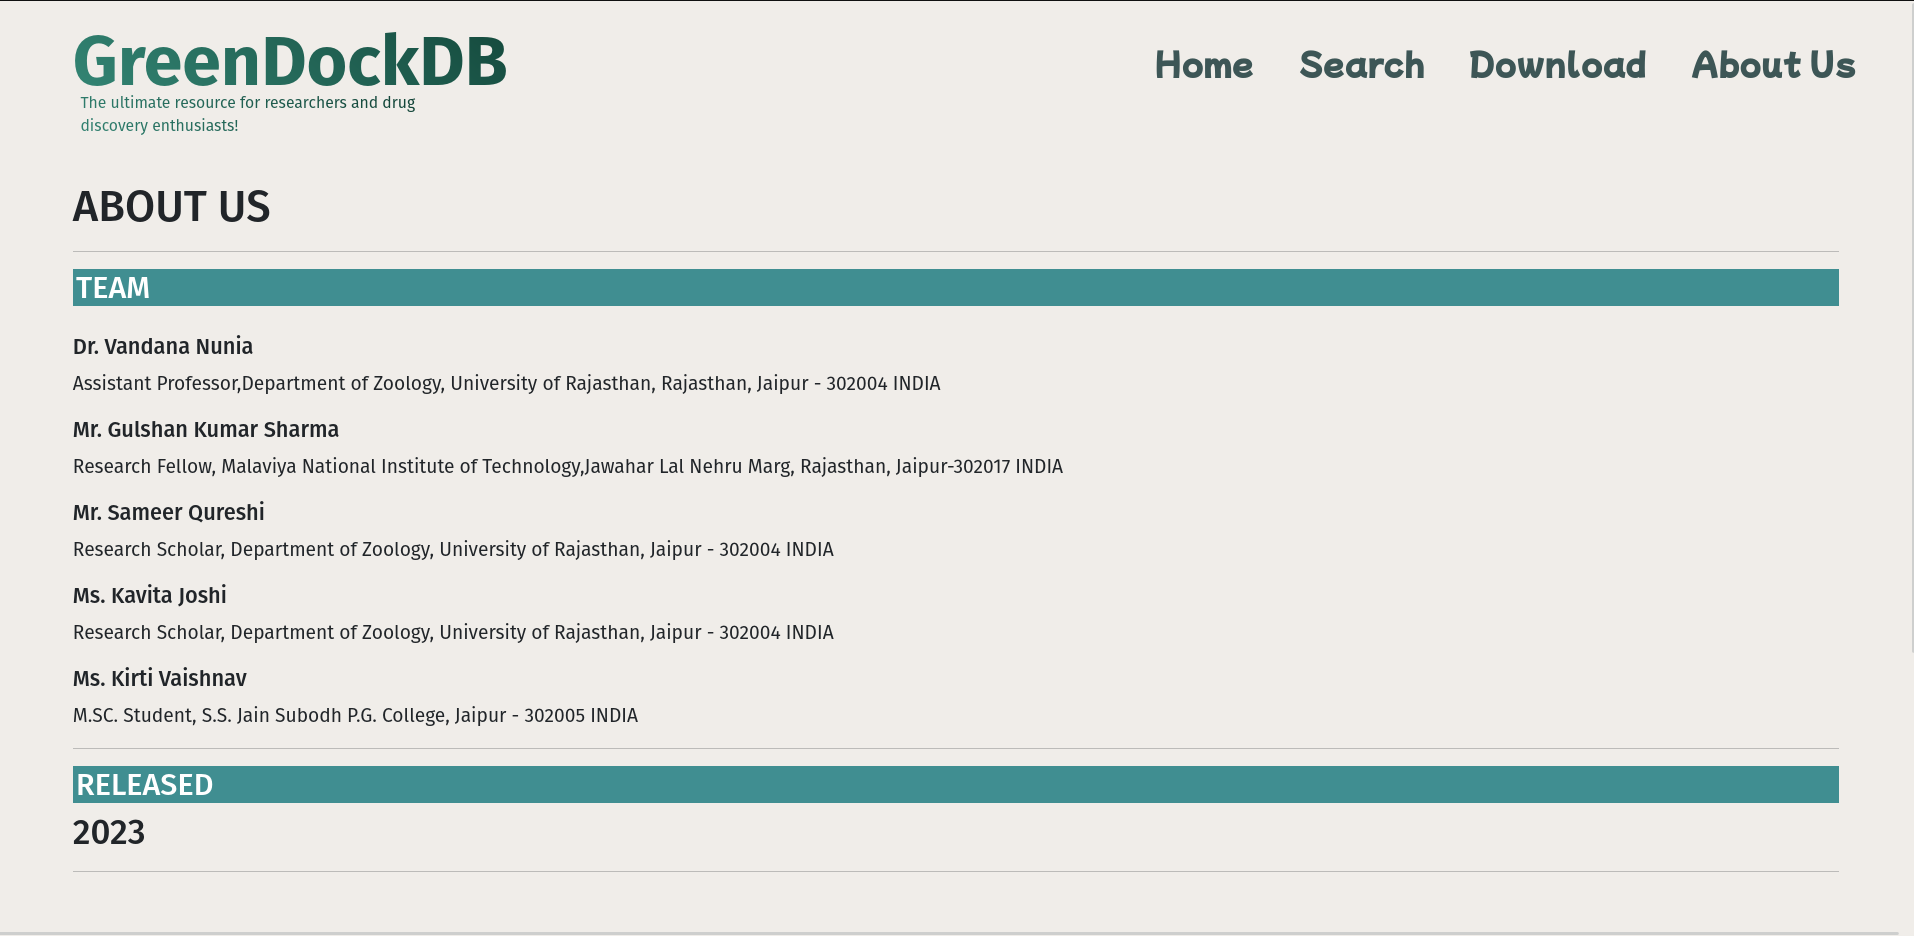 GreenDockDB
The ultimate resource for researchers and drug
discovery enthusiasts!
Home Search Download About Us
ABOUT US
TEAM
Dr. Vandana Nunia
Assistant Professor,Department of Zoology, University of Rajasthan, Rajasthan, Jaipur - 302004 INDIA
Mr. Gulshan Kumar Sharma
Research Fellow, Malaviya National Institute of Technology,Jawahar Lal Nehru Marg, Rajasthan, Jaipur-302017 INDIA
Mr. Sameer Qureshi
Research Scholar, Department of Zoology, University of Rajasthan, Jaipur - 302004 INDIA
Ms. Kavita Joshi
Research Scholar, Department of Zoology, University of Rajasthan, Jaipur - 302004 INDIA
Ms. Kirti Vaishnav
M.SC. Student, S.S. Jain Subodh P.G. College, Jaipur - 302005 INDIA
RELEASED
2023